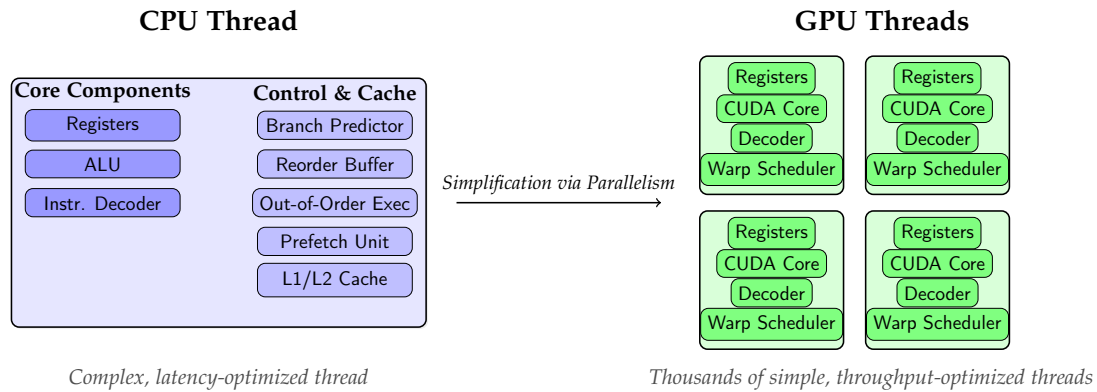 CPU Thread
GPU Threads
Core Components
Registers
ALU
Instr. Decoder
Control & Cache
Branch Predictor
Reorder Buffer
Out-of-Order Exec
Prefetch Unit
L1/L2 Cache
Simplification via Parallelism
Registers
CUDA Core
Decoder
Warp Scheduler
Registers
CUDA Core
Decoder
Warp Scheduler
Registers
CUDA Core
Decoder
Warp Scheduler
Registers
CUDA Core
Decoder
Warp Scheduler
Complex, latency-optimized thread
Thousands of simple, throughput-optimized threads